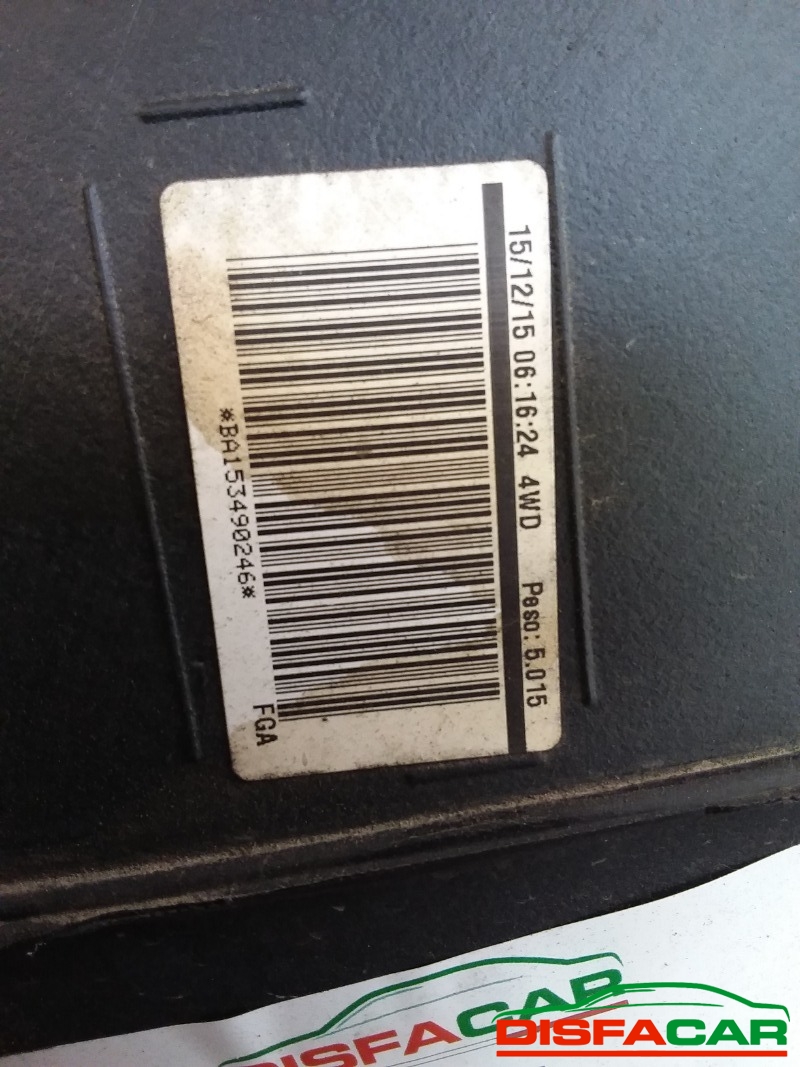 15/12/15 06:16:24 4WD Peso: 5.015
*BA153490246*
FGA
DISFACAR
DISFACAR